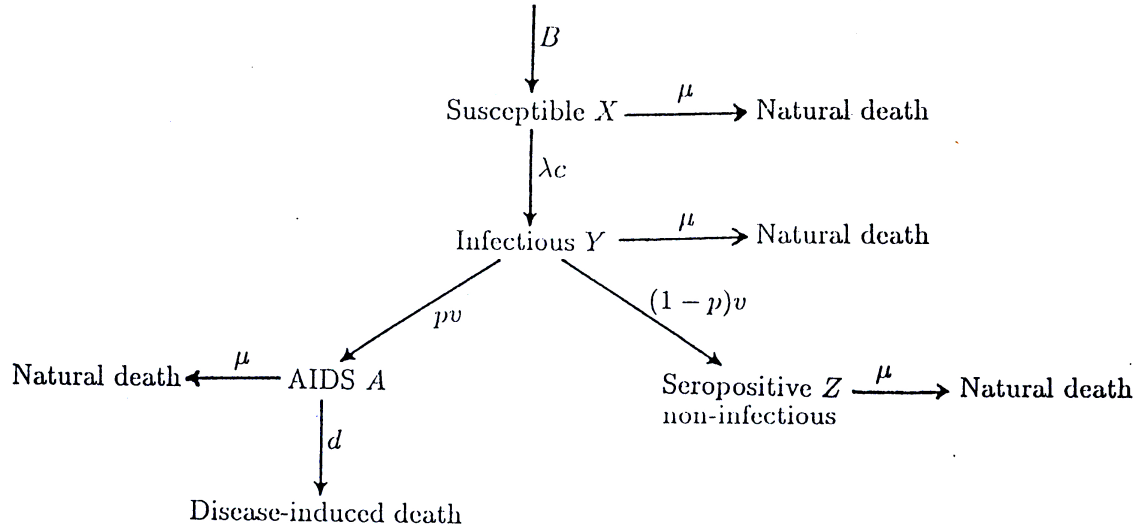 B
μ
Susceptible X
Natural death
λc
μ
Infectious Y
Natural death
pv
(1 − p)v
μ
Natural death
AIDS A
Seropositive Z
non-infectious
μ
Natural death
d
Disease-induced death